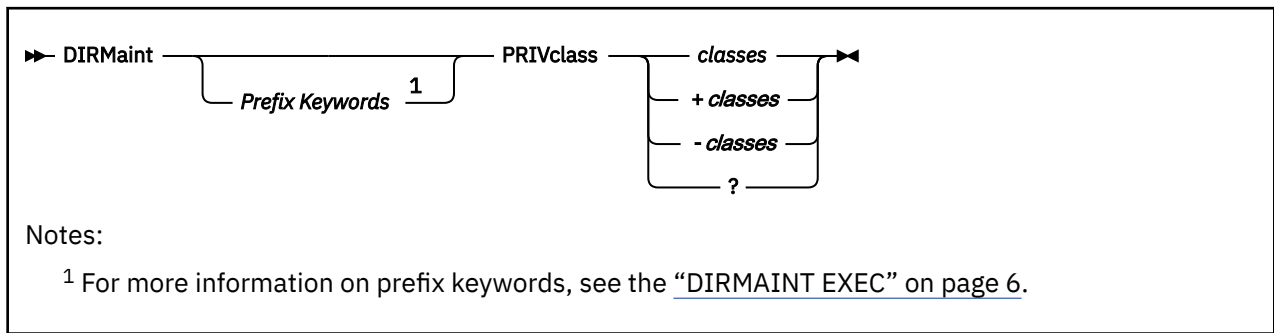 DIRMaint PRIVclass classes
Prefix Keywords 1
+ classes
- classes
?
Notes:
1 For more information on prefix keywords, see the “DIRMAINT EXEC” on page 6.